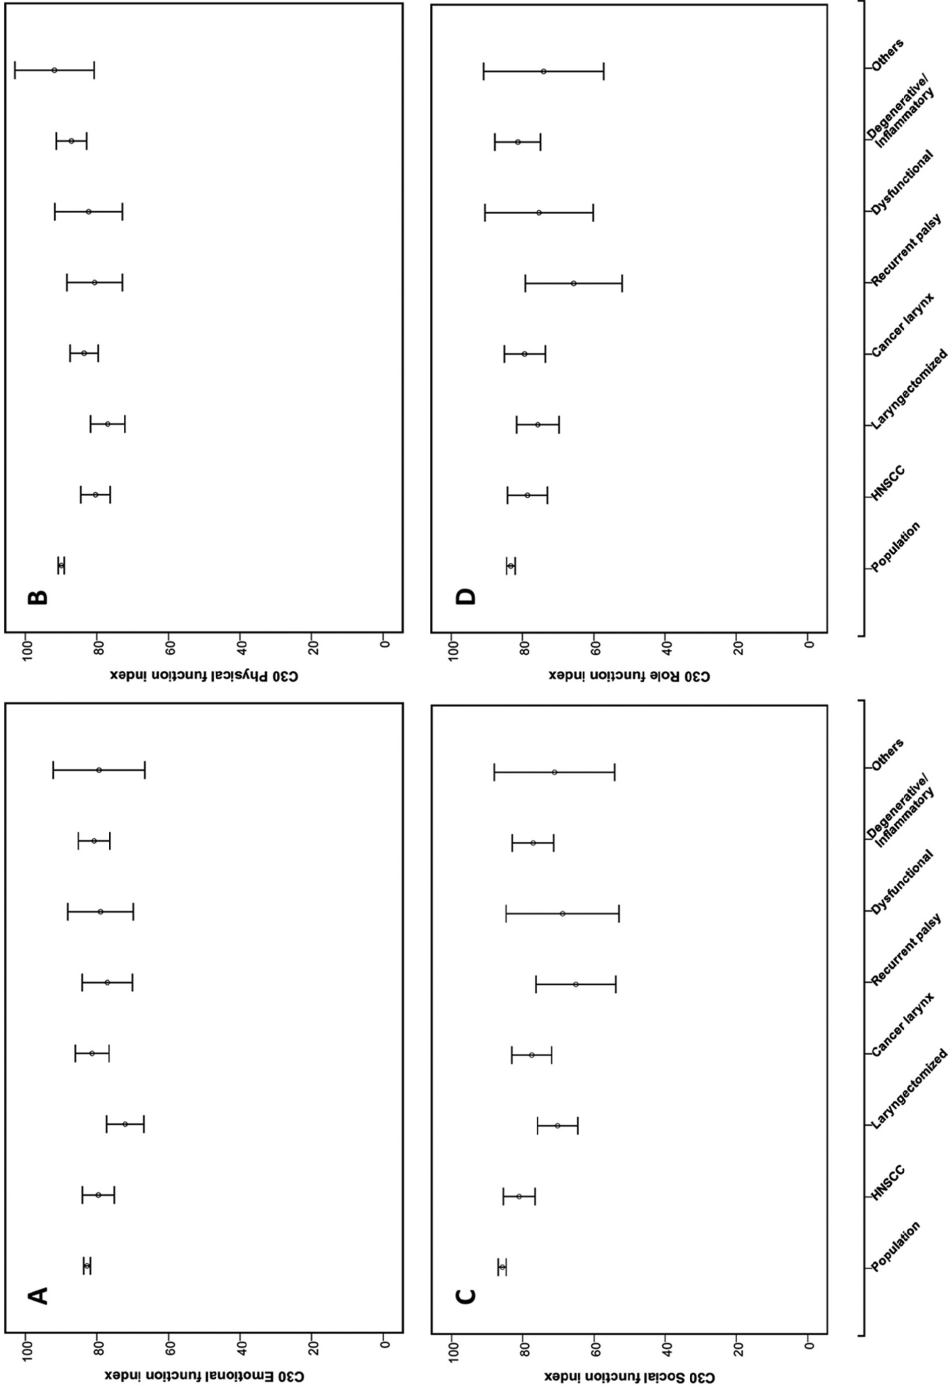 A
C30 Emotional function index
100
80
60
40
20
0
B
C30 Physical function index
100
80
60
40
20
0
C
C30 Social function index
100
80
60
40
20
0
Population
HNSCC
Laryngectomized
Cancer larynx
Recurrent palsy
Dysfunctional
Degenerative/
Inflammatory
Others
D
C30 Role function index
100
80
60
40
20
0
Population
HNSCC
Laryngectomized
Cancer larynx
Recurrent palsy
Dysfunctional
Degenerative/
Inflammatory
Others